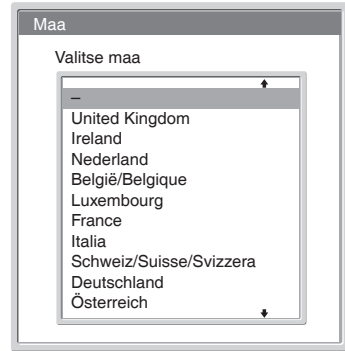 Maa
Valitse maa
–
United Kingdom
Ireland
Nederland
België/Belgique
Luxembourg
France
Italia
Schweiz/Suisse/Svizzera
Deutschland
Österreich